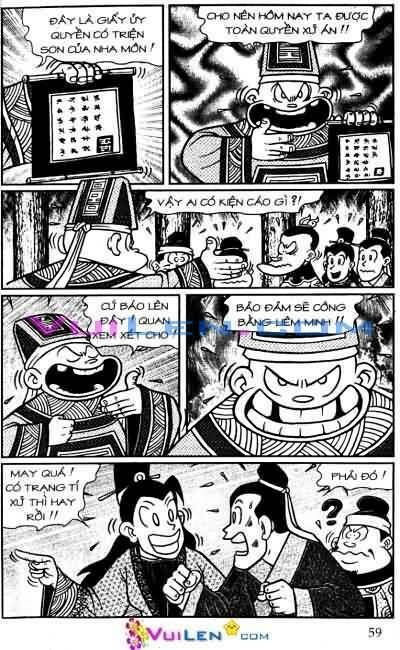 ĐÂY LÀ GIẤY ỦY
QUYỀN CÓ TRIỆN
SON CỦA NHA MÔN!
CHO NÊN HÔM NAY TA ĐƯỢC
TOÀN QUYỀN XỬ ÁN!!
VẬY AI CÓ KIỆN CÁO GÌ?!
CỨ BÁO LÊN
ĐÂY Ị QUAN
XEM XÉT CHO
BẢO ĐẢM SẼ CÔNG
BẰNG LIÊM MINH!!
VuiLen.com
MAY QUÁ!
CÓ TRẠNG TÍ
XỬ THÌ HAY
RỒI!!
PHẢI ĐÓ!
?
59
VuiLen.com